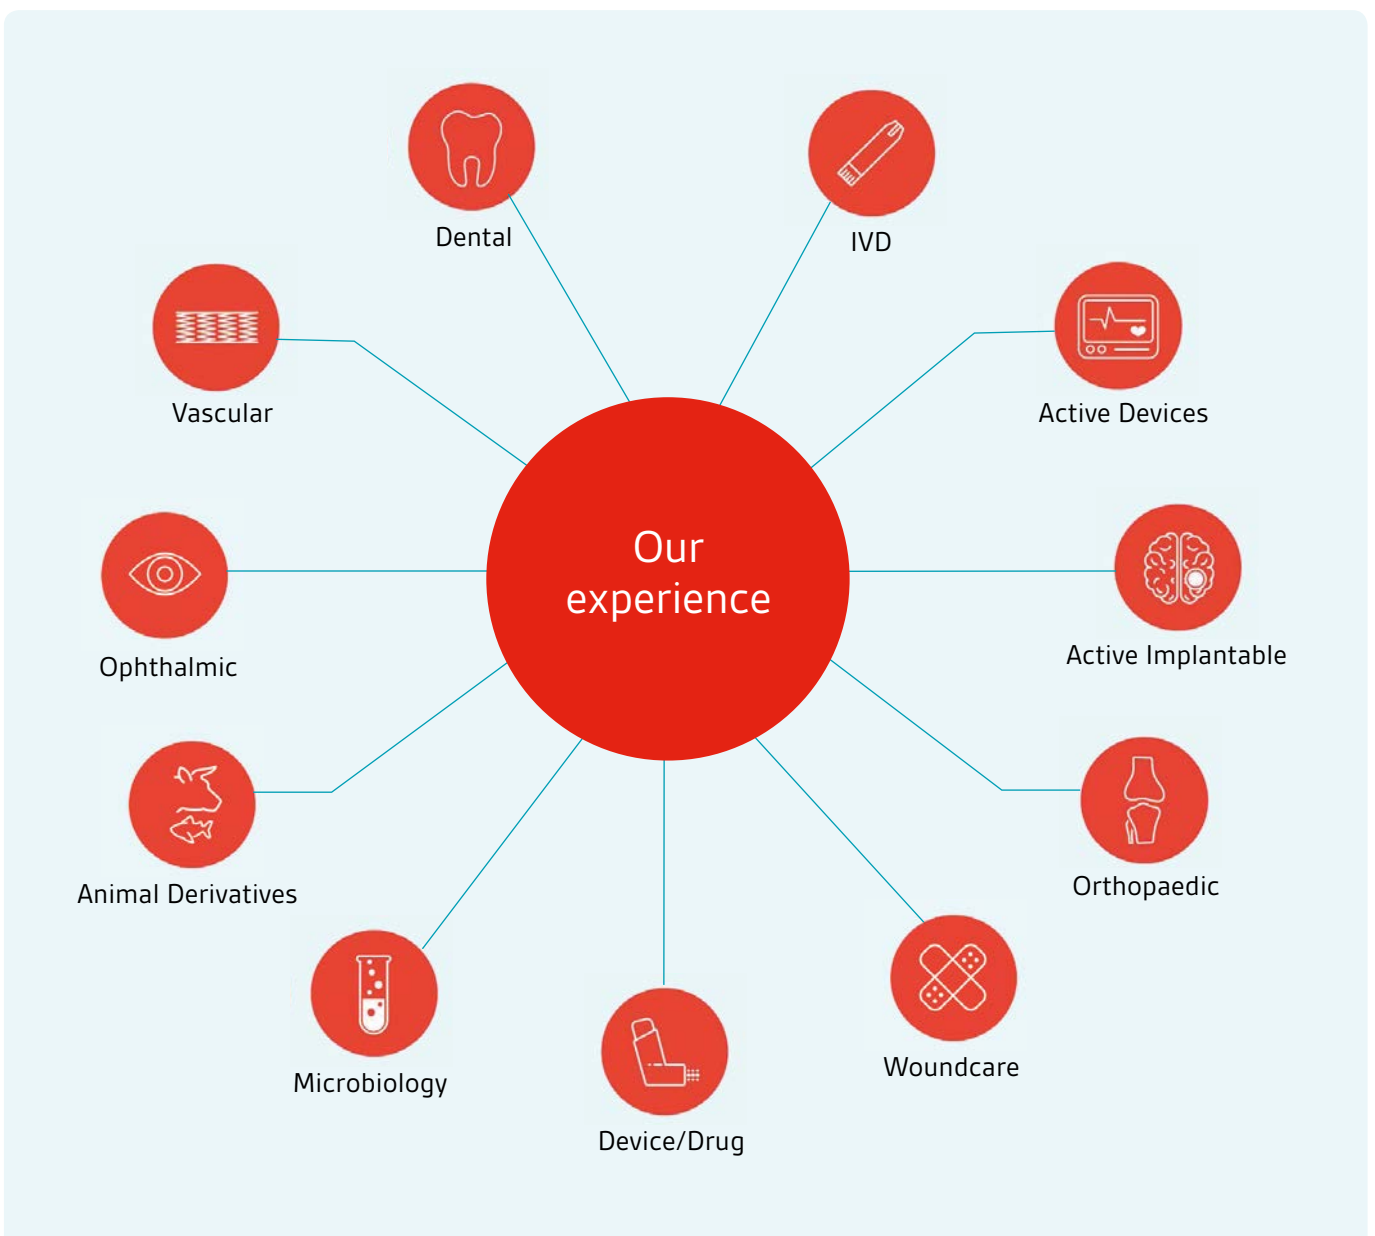 Dental
IVD
Vascular
Active Devices
Our
experience
Ophthalmic
Active Implantable
Animal Derivatives
Orthopaedic
Microbiology
Woundcare
Device/Drug